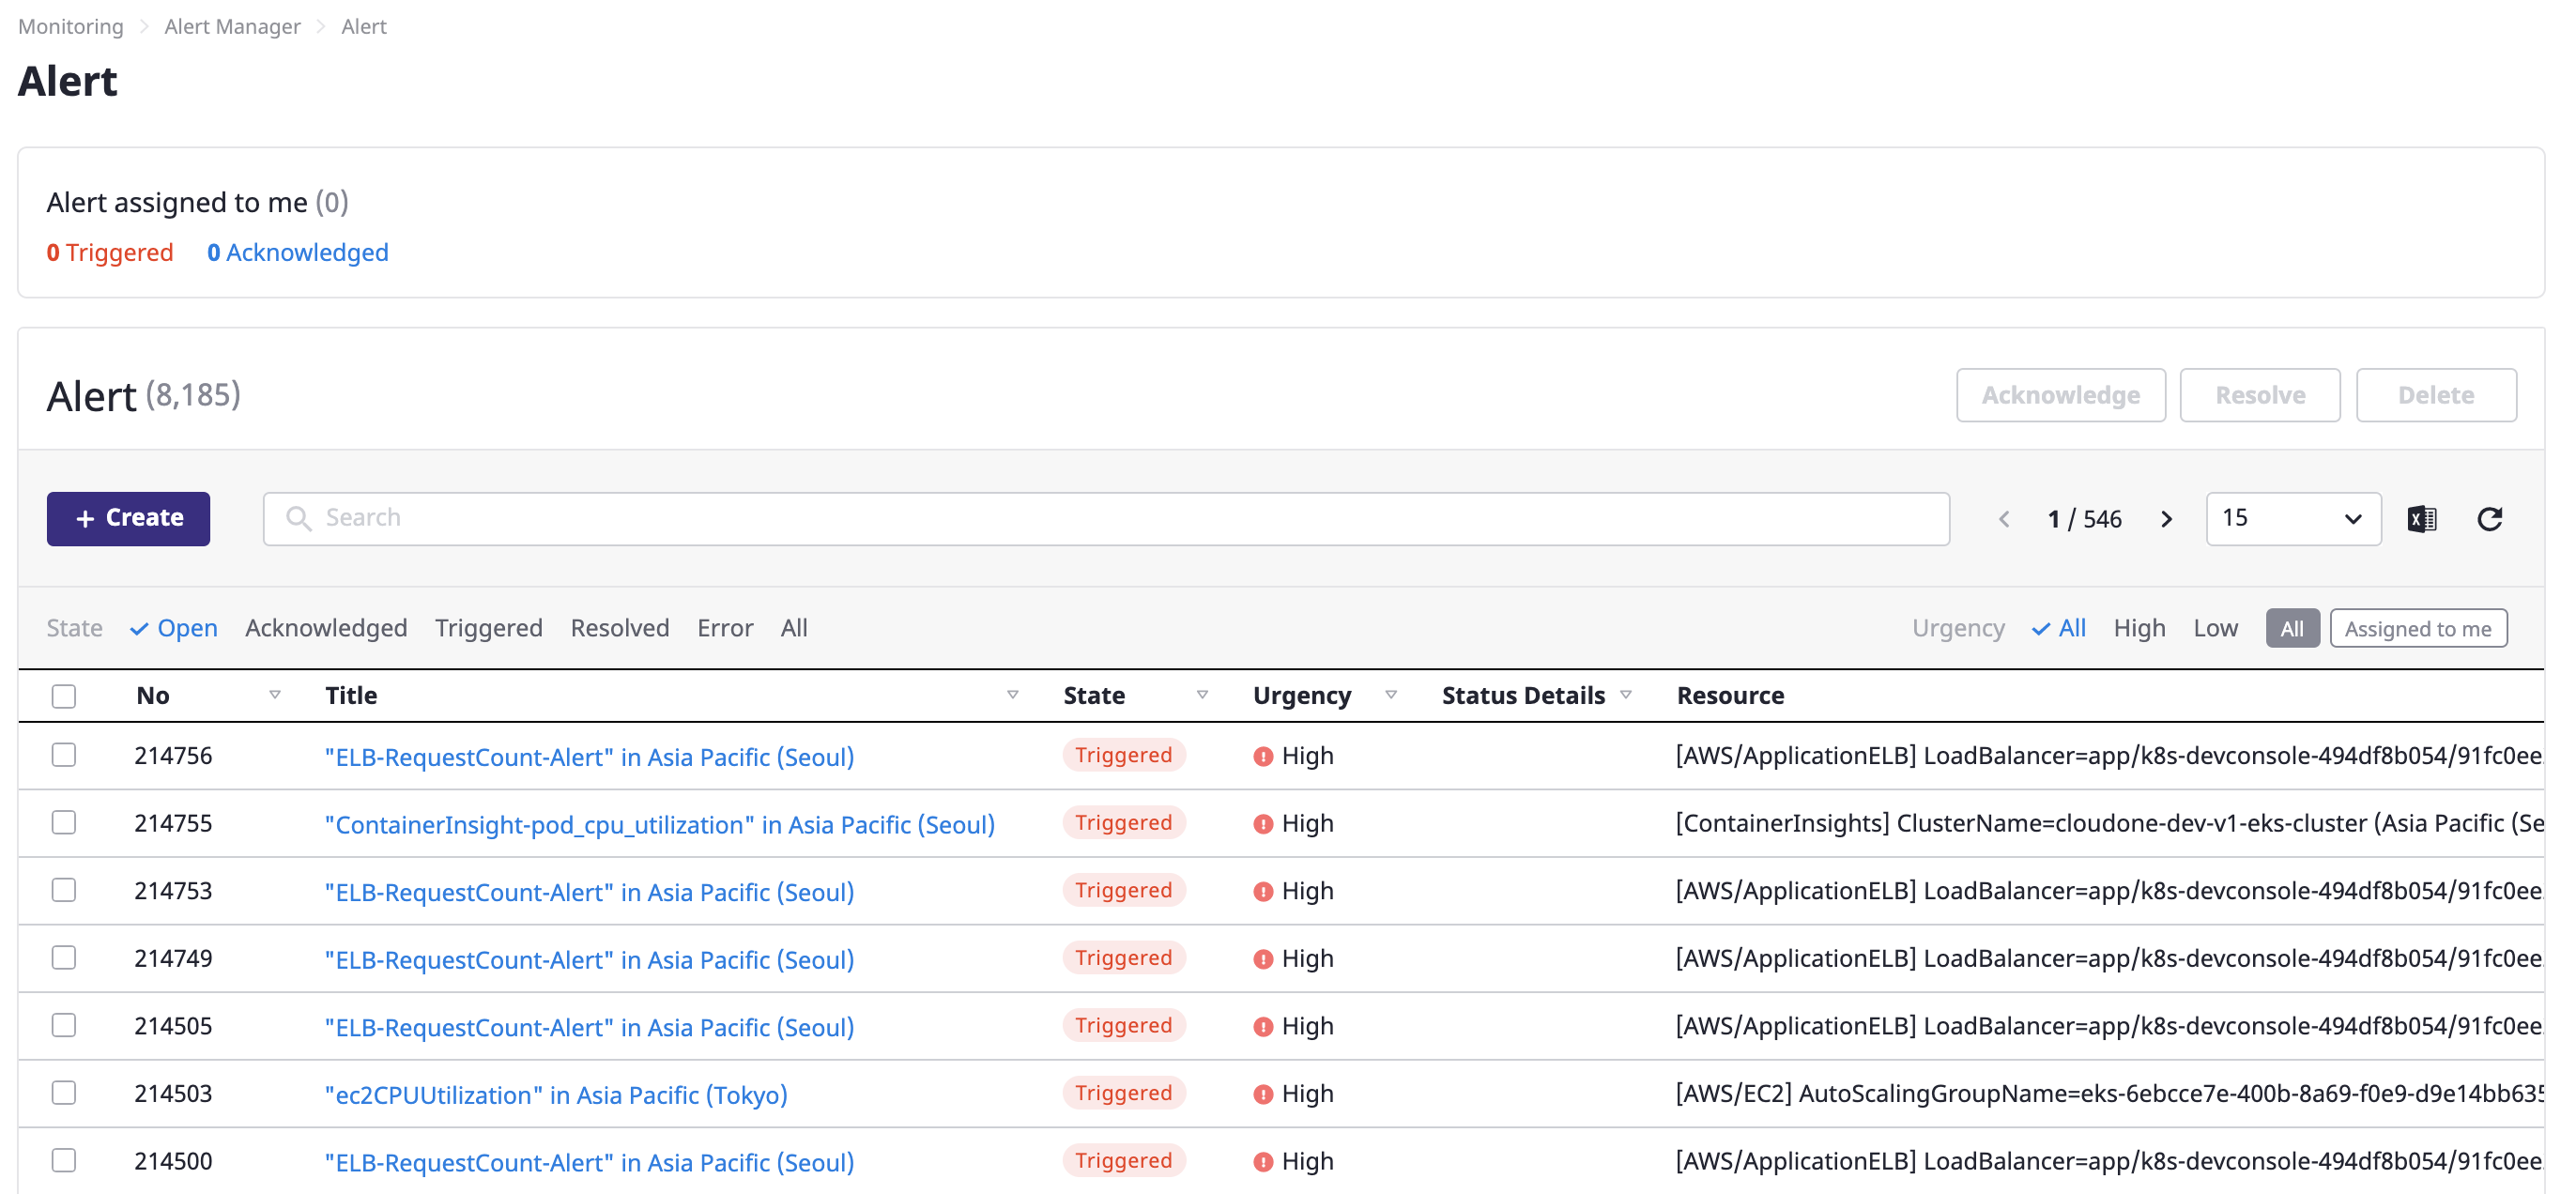 Monitoring > Alert Manager > Alert
Alert
Alert assigned to me (0)
0 Triggered 0 Acknowledged
Alert (8,185) Acknowledge Resolve Delete
+ Create Search 1 / 546 15
State Open Acknowledged Triggered Resolved Error All Urgency All High Low All Assigned to me
No Title State Urgency Status Details Resource
214756 "ELB-RequestCount-Alert" in Asia Pacific (Seoul) Triggered High [AWS/ApplicationELB] LoadBalancer=app/k8s-devconsole-494df8b054/91fc0ee
214755 "ContainerInsight-pod_cpu_utilization" in Asia Pacific (Seoul) Triggered High [ContainerInsights] ClusterName=cloudone-dev-v1-eks-cluster (Asia Pacific (Se
214753 "ELB-RequestCount-Alert" in Asia Pacific (Seoul) Triggered High [AWS/ApplicationELB] LoadBalancer=app/k8s-devconsole-494df8b054/91fc0ee
214749 "ELB-RequestCount-Alert" in Asia Pacific (Seoul) Triggered High [AWS/ApplicationELB] LoadBalancer=app/k8s-devconsole-494df8b054/91fc0ee
214505 "ELB-RequestCount-Alert" in Asia Pacific (Seoul) Triggered High [AWS/ApplicationELB] LoadBalancer=app/k8s-devconsole-494df8b054/91fc0ee
214503 "ec2CPUUtilization" in Asia Pacific (Tokyo) Triggered High [AWS/EC2] AutoScalingGroupName=eks-6ebcce7e-400b-8a69-f0e9-d9e14bb635
214500 "ELB-RequestCount-Alert" in Asia Pacific (Seoul) Triggered High [AWS/ApplicationELB] LoadBalancer=app/k8s-devconsole-494df8b054/91fc0ee